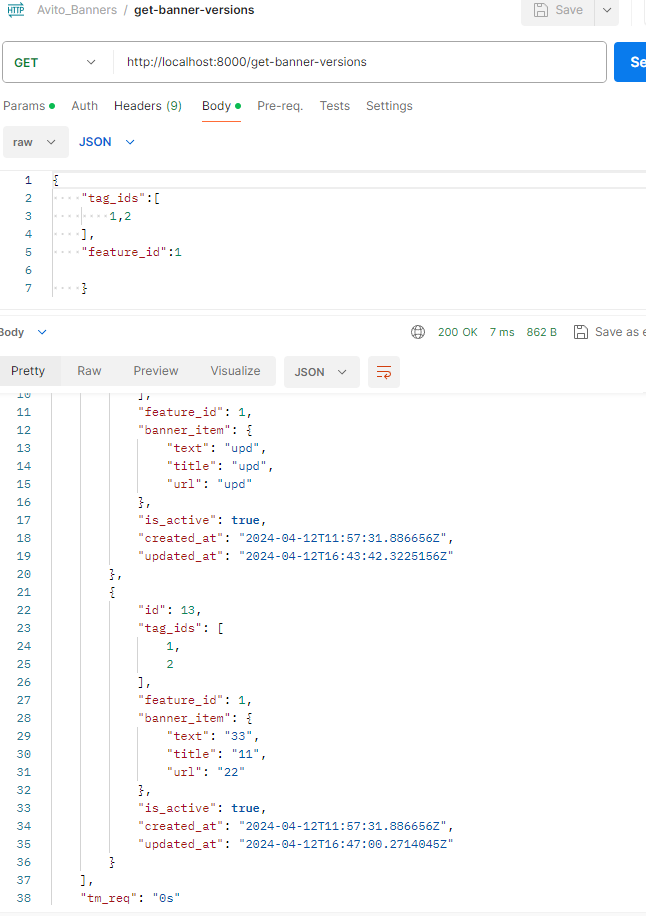 HTTP Avito_Banners / get-banner-versions Save
GET http://localhost:8000/get-banner-versions Se
Params Auth Headers (9) Body Pre-req. Tests Settings
raw JSON
1 {
2 "tag_ids":[
3 1,2
4 ],
5 "feature_id":1
6
7 }
Body 200 OK 7 ms 862 B Save as e
Pretty Raw Preview Visualize JSON
10 ],
11 "feature_id": 1,
12 "banner_item": {
13 "text": "upd",
14 "title": "upd",
15 "url": "upd"
16 },
17 "is_active": true,
18 "created_at": "2024-04-12T11:57:31.886656Z",
19 "updated_at": "2024-04-12T16:43:42.3225156Z"
20 },
21 {
22 "id": 13,
23 "tag_ids": [
24 1,
25 2
26 ],
27 "feature_id": 1,
28 "banner_item": {
29 "text": "33",
30 "title": "11",
31 "url": "22"
32 },
33 "is_active": true,
34 "created_at": "2024-04-12T11:57:31.886656Z",
35 "updated_at": "2024-04-12T16:47:00.2714045Z"
36 }
37 ],
38 "tm_req": "0s"